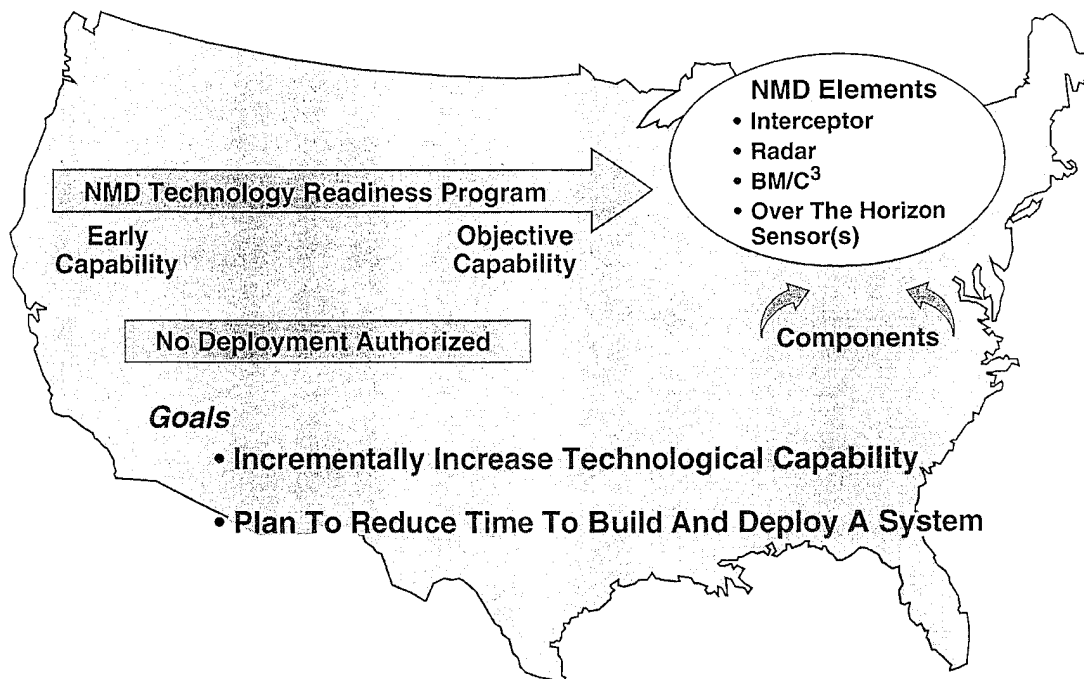 NMD Elements
• Interceptor
• Radar
• BM/C³
• Over The Horizon
Sensor(s)
NMD Technology Readiness Program
Early
Capability
Objective
Capability
Components
No Deployment Authorized
Goals
• Incrementally Increase Technological Capability
• Plan To Reduce Time To Build And Deploy A System